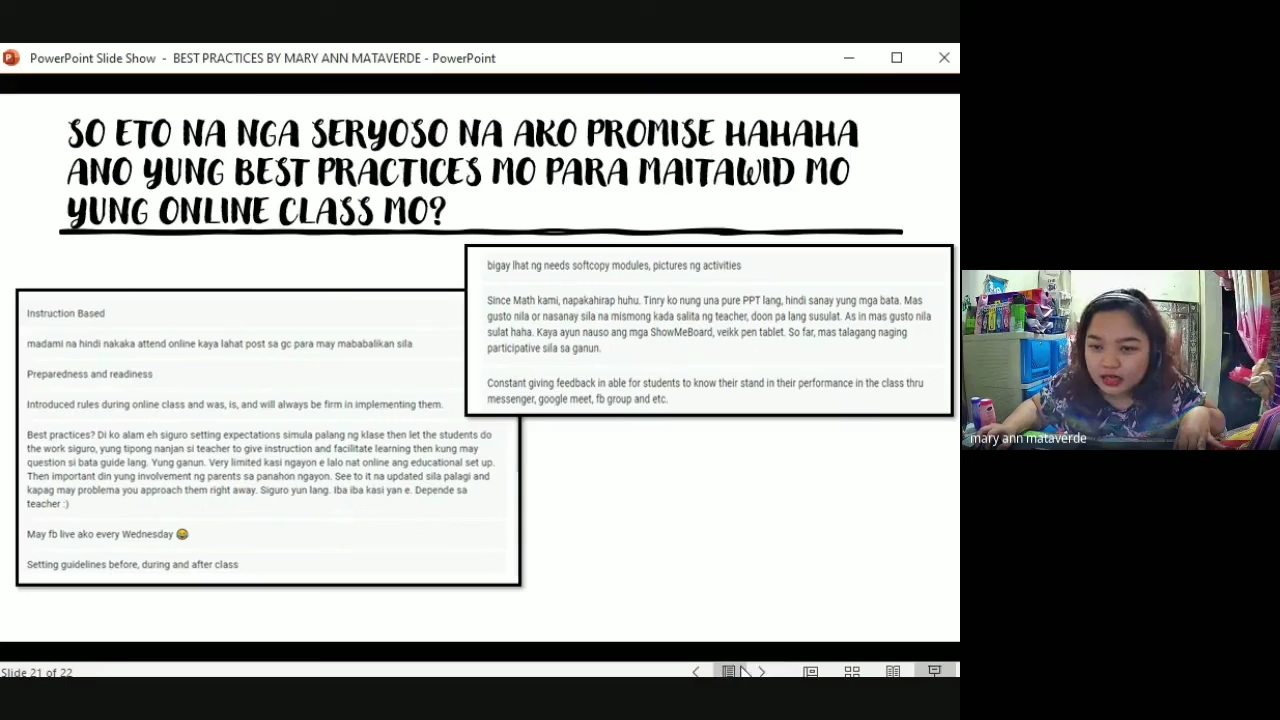 PowerPoint Slide Show - BEST PRACTICES BY MARY ANN MATAVERDE - PowerPoint
SO ETO NA NGA SERYOSO NA AKO PROMISE HAHAHA
ANO YUNG BEST PRACTICES MO PARA MAITAWID MO
YUNG ONLINE CLASS MO?
Instruction Based
madami na hindi nakaka attend online kaya lahat post sa gc para may mababalikan sila
Preparedness and readiness
Introduced rules during online class and was, is, and will always be firm in implementing them.
Best practices? Di ko alam eh siguro setting expectations simula palang ng klase then let the students do
the work siguro, yung tipong nanjan si teacher to give instruction and facilitate learning then kung may
question si bata guide lang. Yung ganun. Very limited kasi ngayon e lalo nat online ang educational set up.
Then important din yung involvement ng parents sa panahon ngayon. See to it na updated sila palagi and
kapag may problema you approach them right away. Siguro yun lang. Iba iba kasi yan e. Depende sa
teacher :)
May fb live ako every Wednesday 😂
Setting guidelines before, during and after class
bigay lhat ng needs softcopy modules, pictures ng activities
Since Math kami, napakahirap huhu. Tinry ko nung una pure PPT lang, hindi sanay yung mga bata. Mas
gusto nila or nasanay sila na mismong kada salita ng teacher, doon pa lang susulat. As in mas gusto nila
sulat haha. Kaya ayun nauso ang mga ShowMeBoard, veikk pen tablet. So far, mas talagang naging
participative sila sa ganun.
Constant giving feedback in able for students to know their stand in their performance in the class thru
messenger, google meet, fb group and etc.
mary ann mataverde
Slide 21 of 22